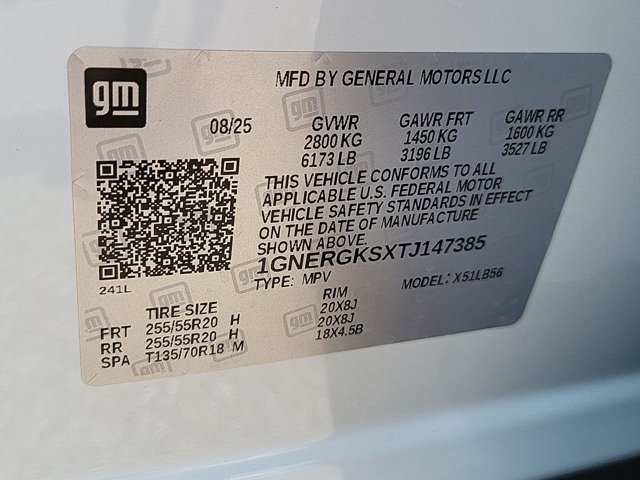 gm
MFD BY GENERAL MOTORS LLC
08/25 GVWR GAWR FRT GAWR RR
2800 KG 1450 KG 1600 KG
6173 LB 3196 LB 3527 LB
THIS VEHICLE CONFORMS TO ALL
APPLICABLE U.S. FEDERAL MOTOR
VEHICLE SAFETY STANDARDS IN EFFECT
ON THE DATE OF MANUFACTURE
SHOWN ABOVE.
1GNERGKSXTJ147385
TYPE: MPV MODEL: X51LB56
241L
TIRE SIZE RIM
FRT 255/55R20 H 20X8J
RR 255/55R20 H 20X8J
SPA T135/70R18 M 18X4.5B